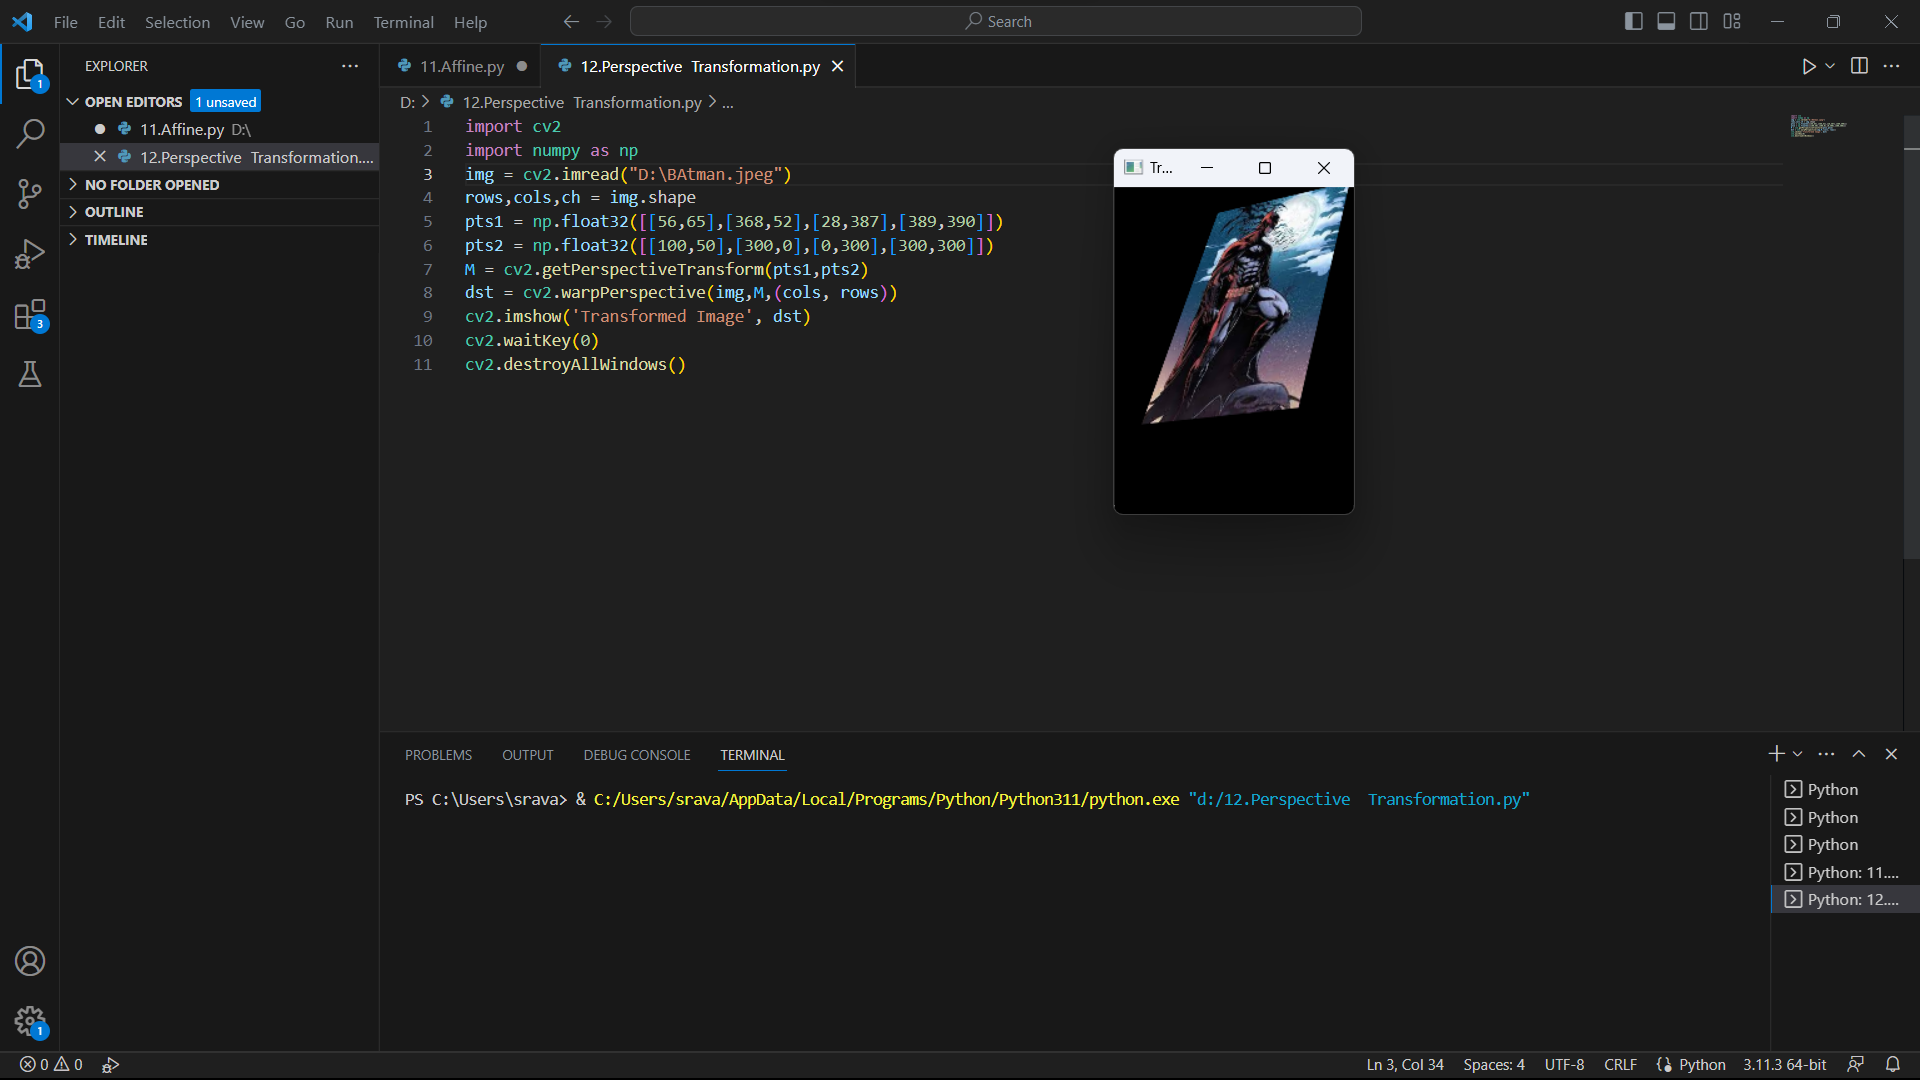 File Edit Selection View Go Run Terminal Help
Search
EXPLORER
OPEN EDITORS 1 unsaved
11.Affine.py D:\
12.Perspective  Transformation....
NO FOLDER OPENED
OUTLINE
TIMELINE
11.Affine.py
12.Perspective  Transformation.py
D: > 12.Perspective  Transformation.py > ...
1 import cv2
2 import numpy as np
3 img = cv2.imread("D:\BAtman.jpeg")
4 rows,cols,ch = img.shape
5 pts1 = np.float32([[56,65],[368,52],[28,387],[389,390]])
6 pts2 = np.float32([[100,50],[300,0],[0,300],[300,300]])
7 M = cv2.getPerspectiveTransform(pts1,pts2)
8 dst = cv2.warpPerspective(img,M,(cols, rows))
9 cv2.imshow('Transformed Image', dst)
10 cv2.waitKey(0)
11 cv2.destroyAllWindows()
Tr...
PROBLEMS OUTPUT DEBUG CONSOLE TERMINAL
PS C:\Users\srava> & C:/Users/srava/AppData/Local/Programs/Python/Python311/python.exe "d:/12.Perspective  Transformation.py"
Python
Python
Python
Python: 11....
Python: 12....
1
3
1
0 0
Ln 3, Col 34 Spaces: 4 UTF-8 CRLF Python 3.11.3 64-bit